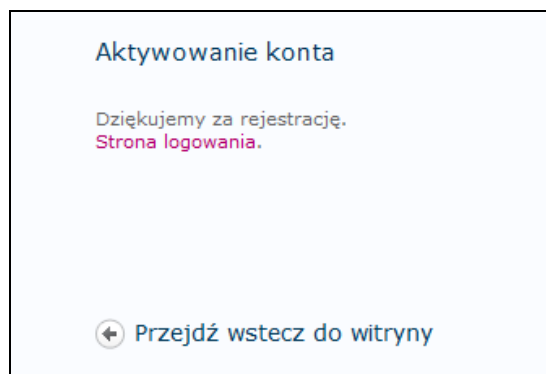 Aktywowanie konta
Dziękujemy za rejestrację.
Strona logowania.
Przejdź wstecz do witryny